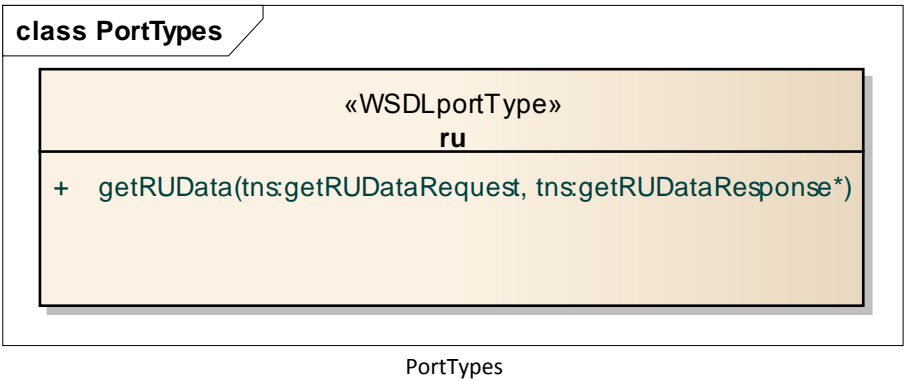 class PortTypes
«WSDLportType»
ru
+ getRUData(tns:getRUDataRequest, tns:getRUDataResponse*)
PortTypes